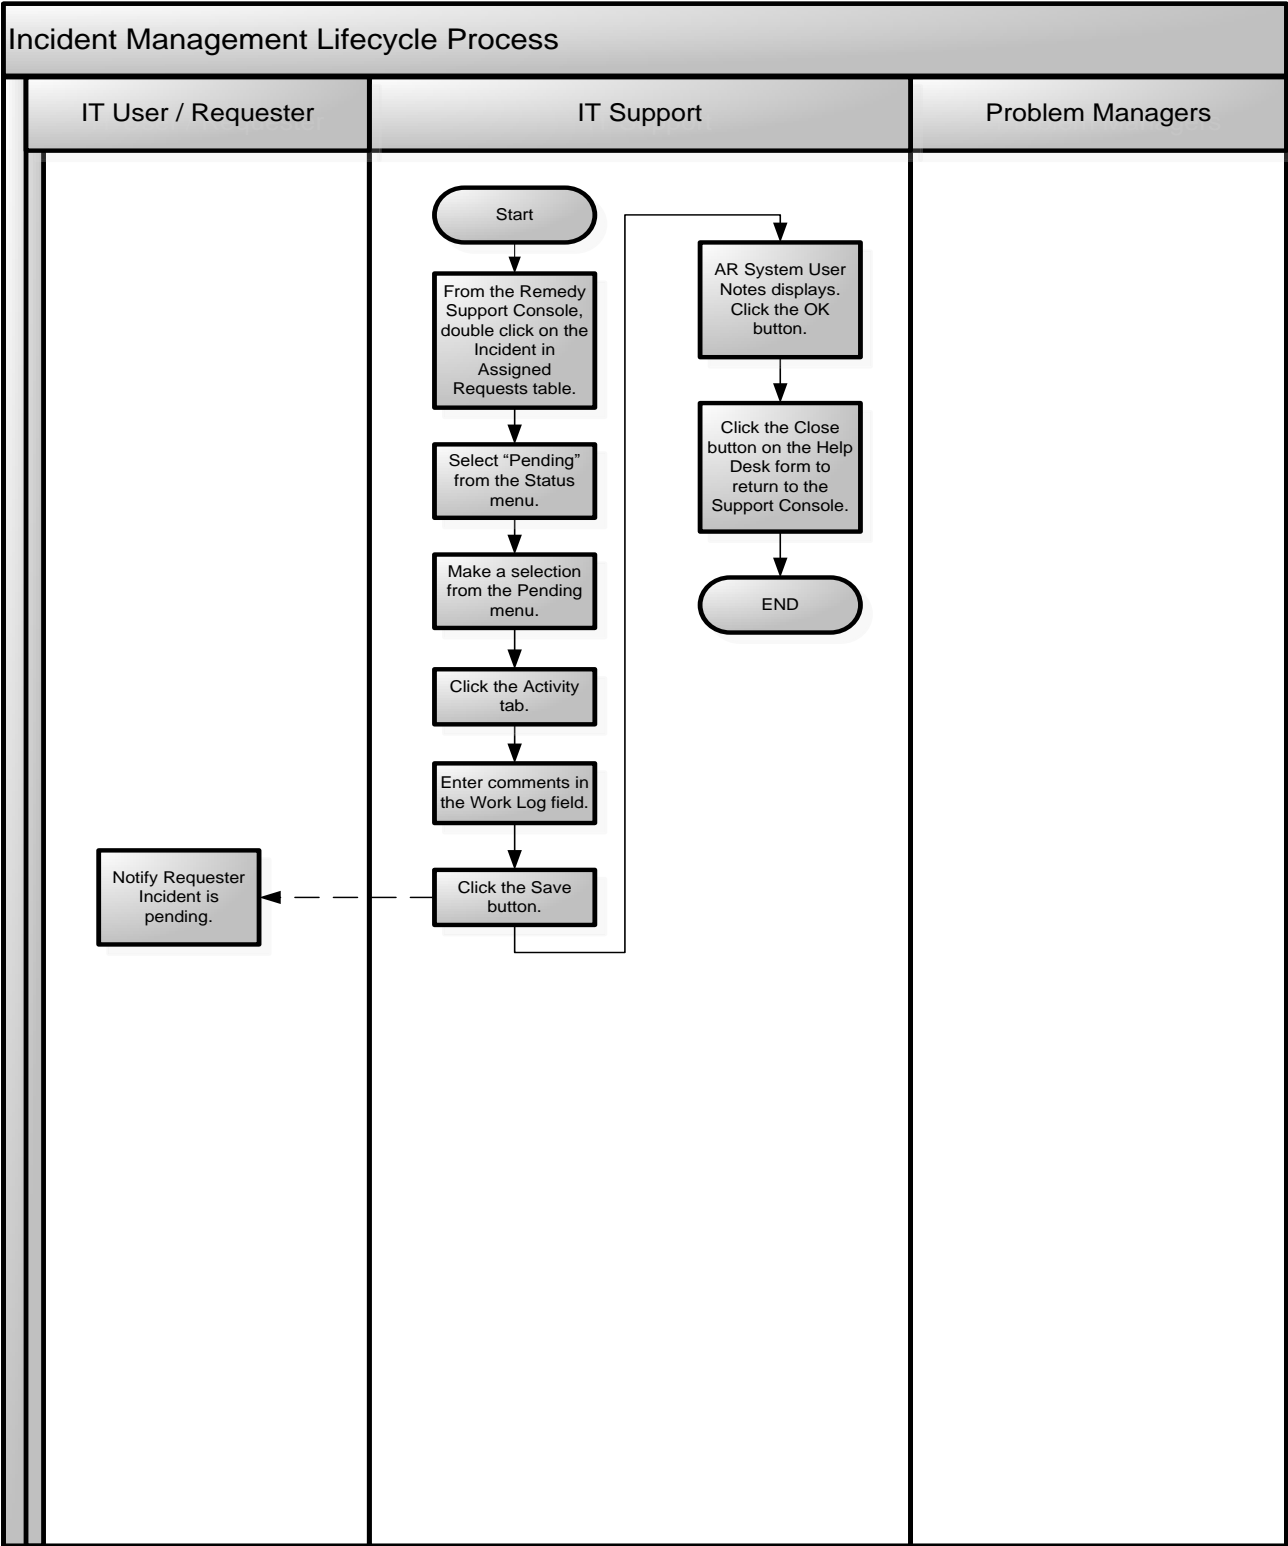 Incident Management Lifecycle Process
IT User / Requester
IT Support
Problem Managers
Start
From the Remedy
Support Console,
double click on the
Incident in
Assigned
Requests table.
Select “Pending”
from the Status
menu.
Make a selection
from the Pending
menu.
Click the Activity
tab.
Enter comments in
the Work Log field.
Click the Save
button.
Notify Requester
Incident is
pending.
AR System User
Notes displays.
Click the OK
button.
Click the Close
button on the Help
Desk form to
return to the
Support Console.
END